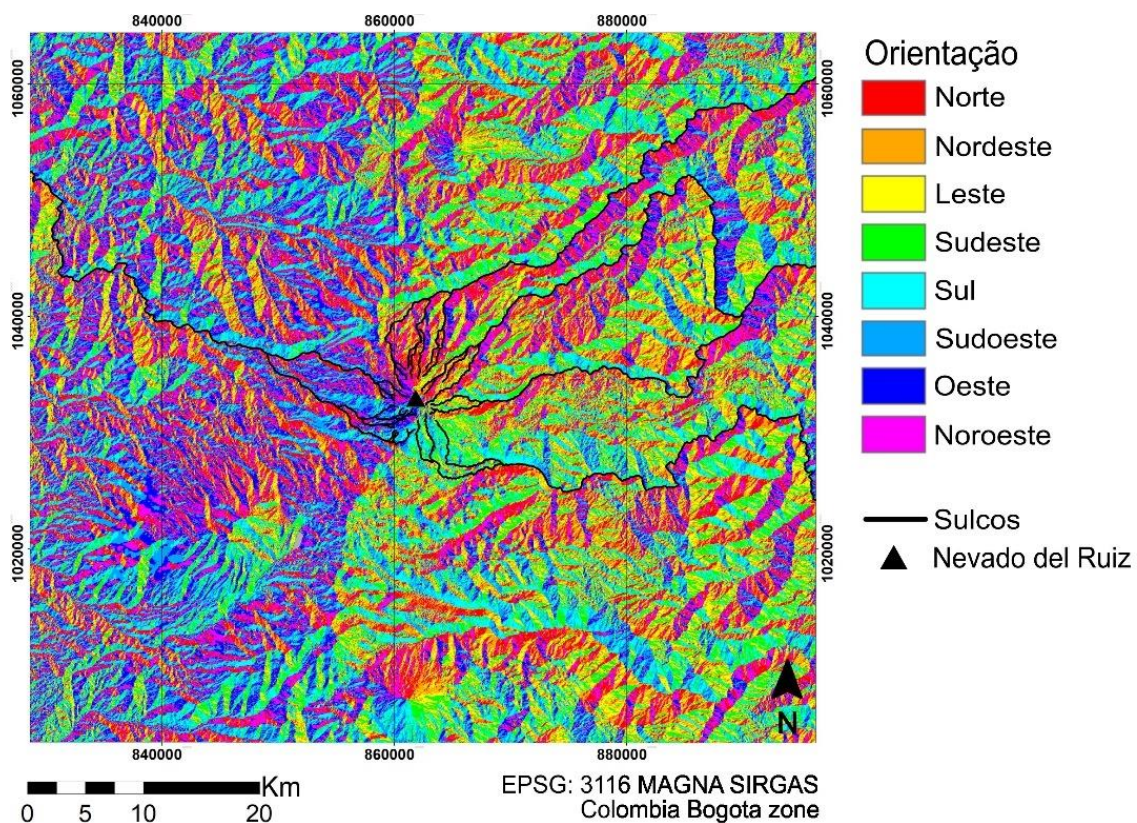 840000 860000 880000
1060000
1040000
1020000
1060000
1040000
1020000
840000 860000 880000
N
Orientação
Norte
Nordeste
Leste
Sudeste
Sul
Sudoeste
Oeste
Noroeste
Sulcos
Nevado del Ruiz
Km
0 5 10 20
EPSG: 3116 MAGNA SIRGAS
Colombia Bogota zone